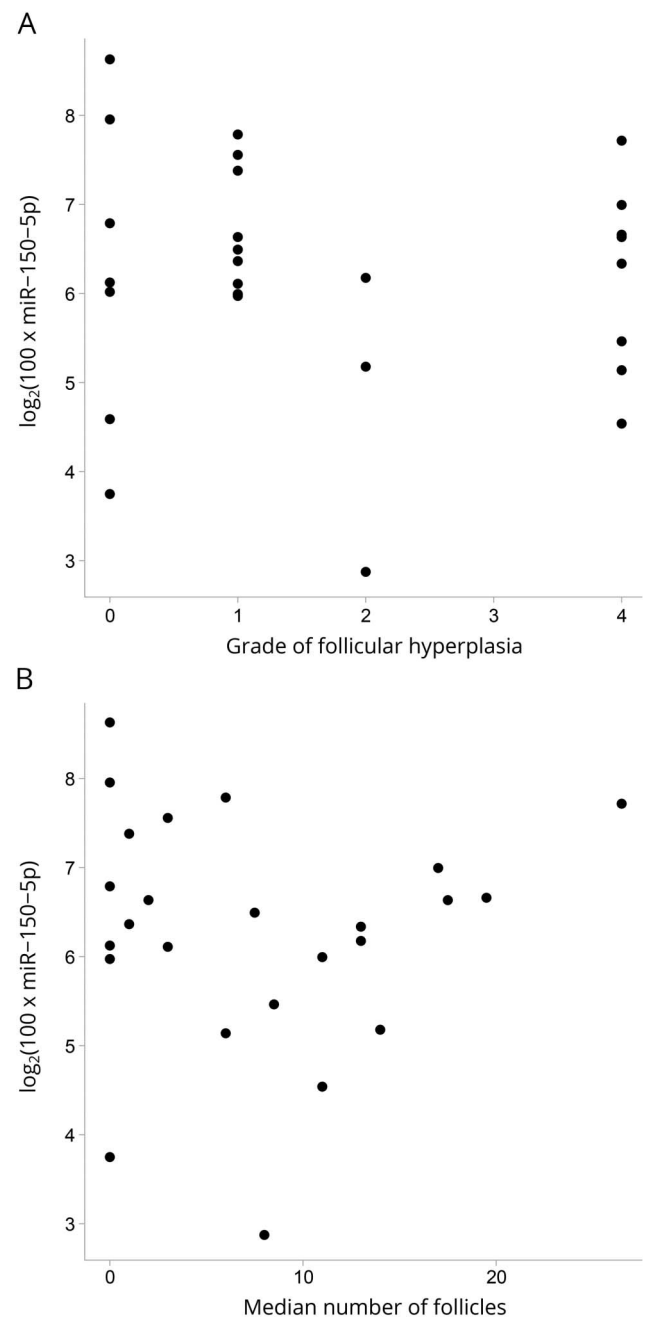 A
8
7
6
5
4
3
log₂(100 x miR−150−5p)
0 1 2 3 4
Grade of follicular hyperplasia
B
8
7
6
5
4
3
log₂(100 x miR−150−5p)
0 10 20
Median number of follicles